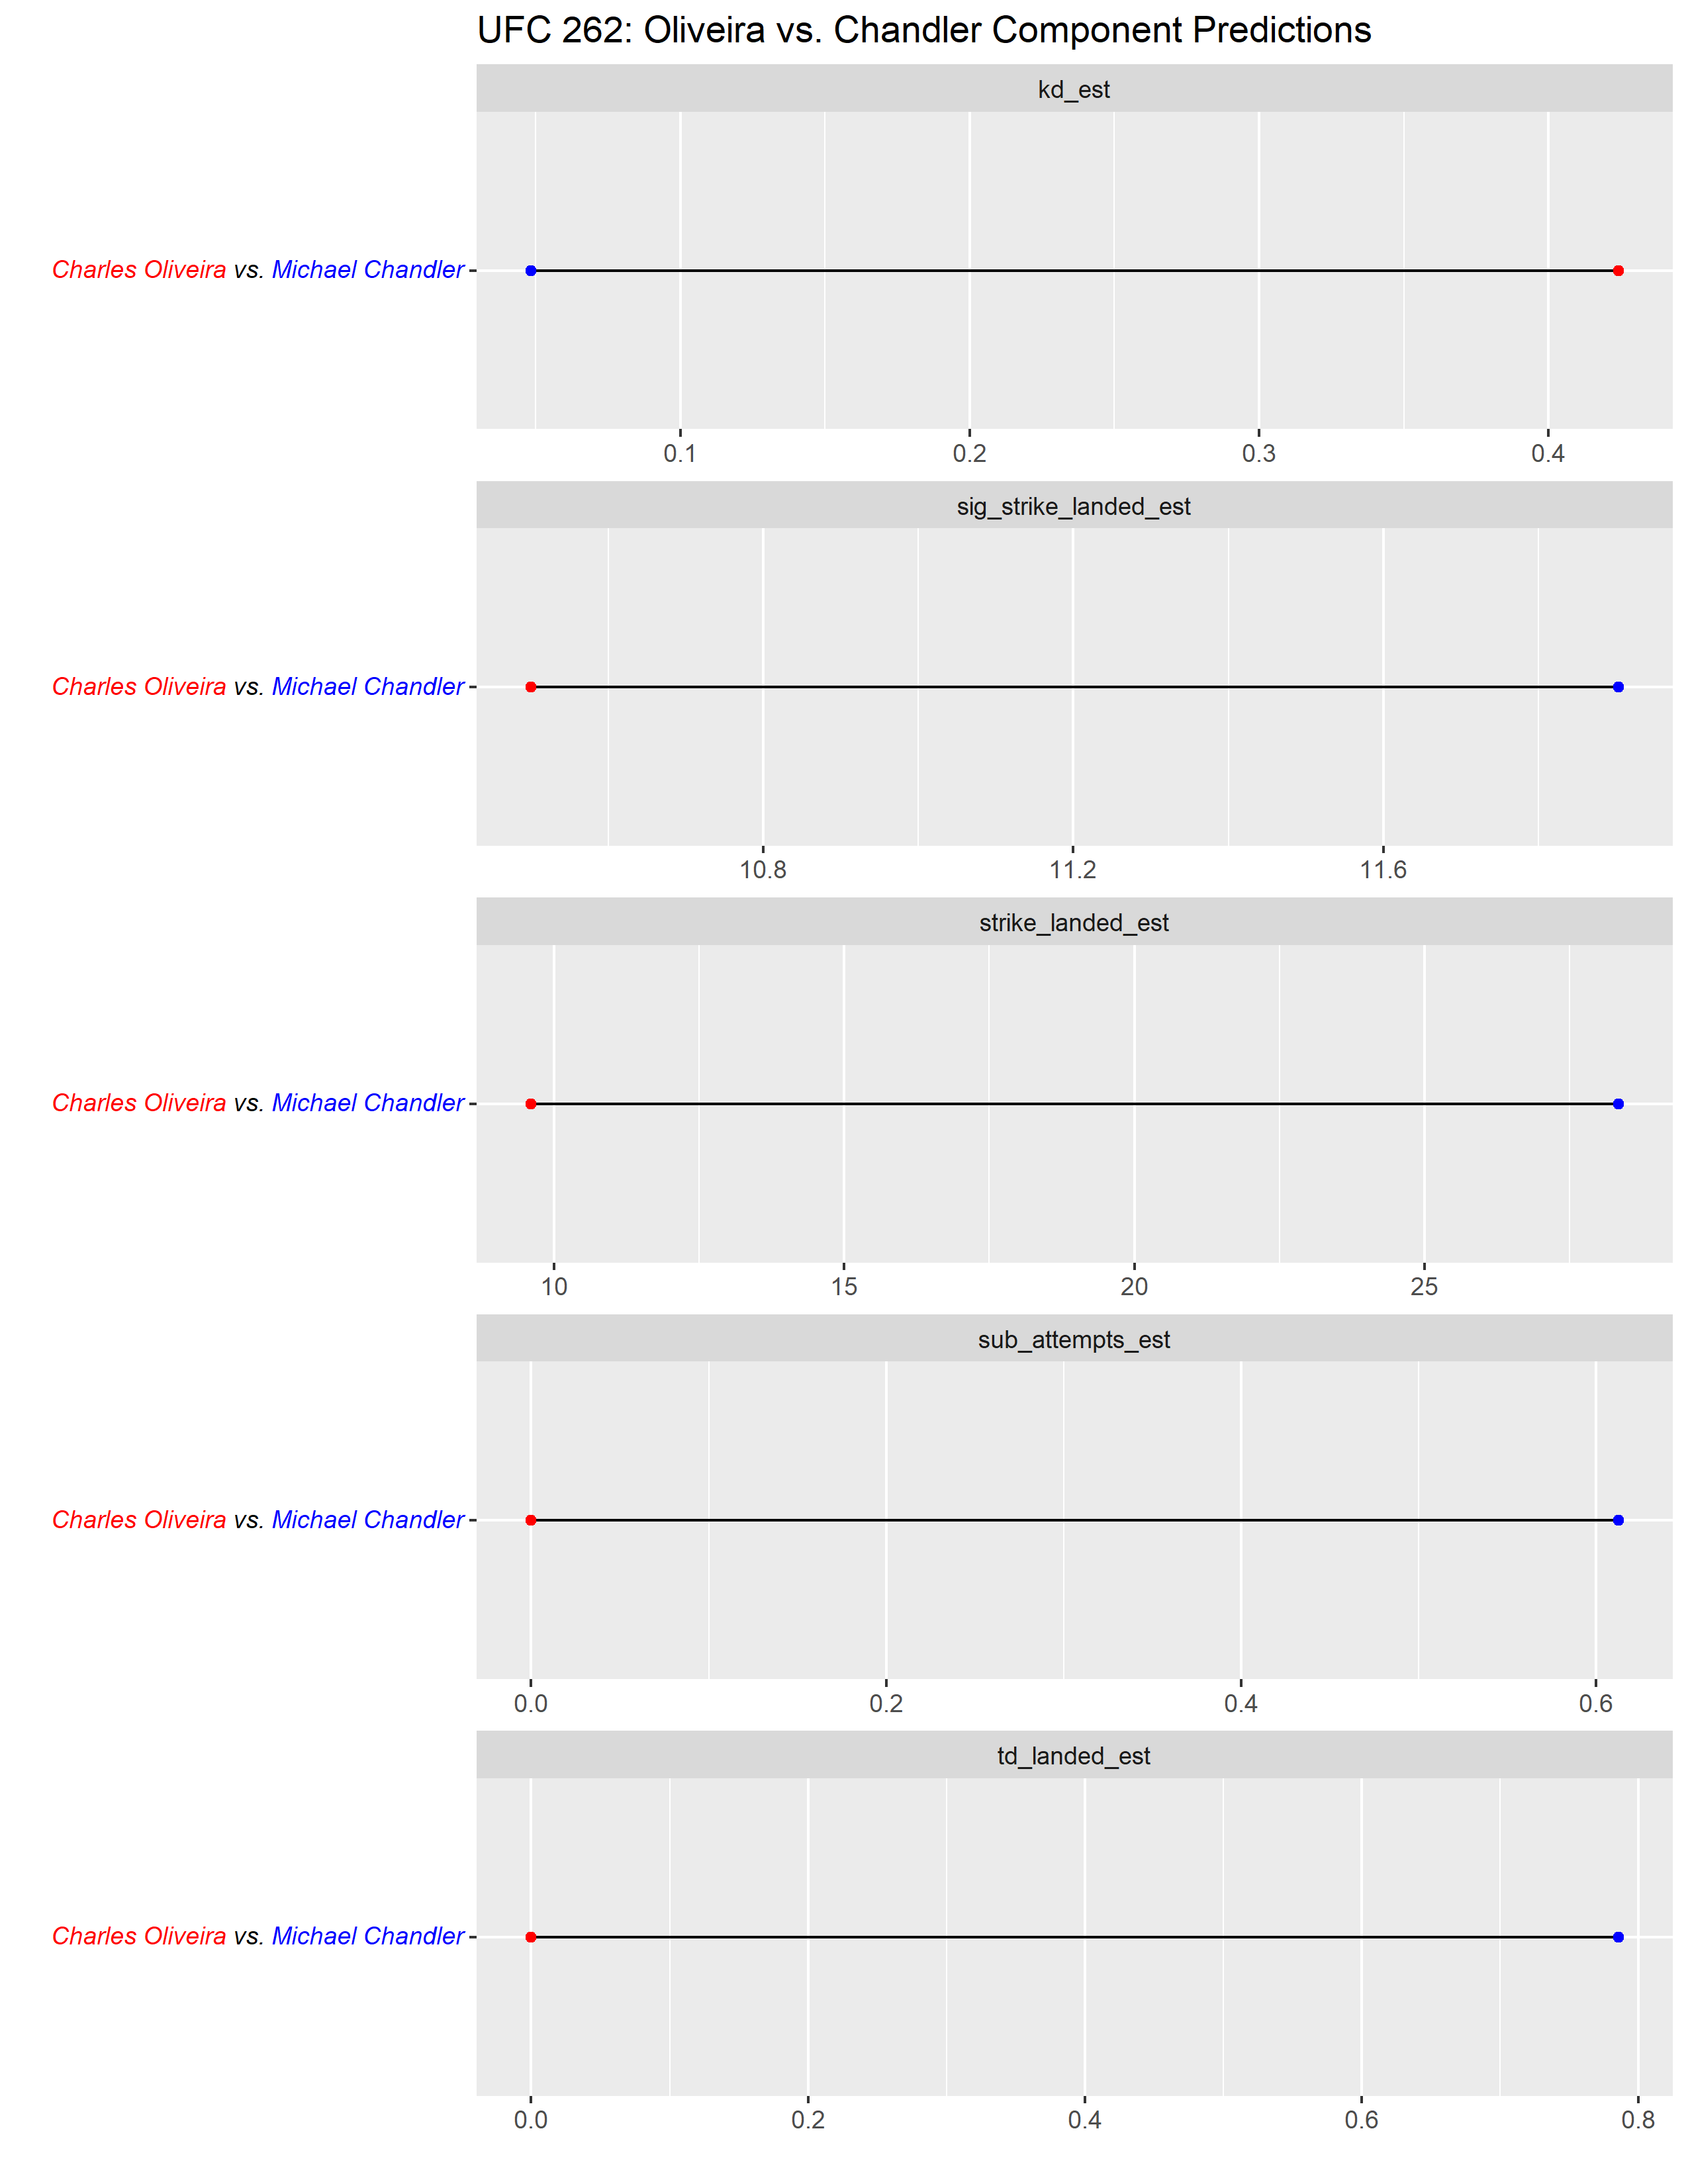 UFC 262: Oliveira vs. Chandler Component Predictions
kd_est
Charles Oliveira vs. Michael Chandler
0.1 0.2 0.3 0.4
sig_strike_landed_est
Charles Oliveira vs. Michael Chandler
10.8 11.2 11.6
strike_landed_est
Charles Oliveira vs. Michael Chandler
10 15 20 25
sub_attempts_est
Charles Oliveira vs. Michael Chandler
0.0 0.2 0.4 0.6
td_landed_est
Charles Oliveira vs. Michael Chandler
0.0 0.2 0.4 0.6 0.8